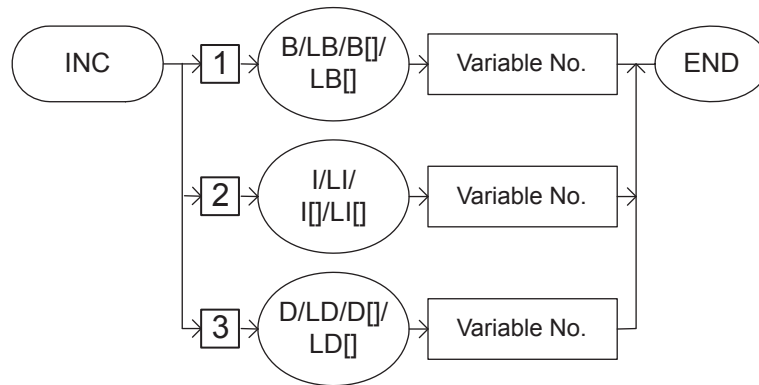 INC
1
B/LB/B[]/
LB[]
Variable No.
END
2
I/LI/
I[]/LI[]
Variable No.
3
D/LD/D[]/
LD[]
Variable No.